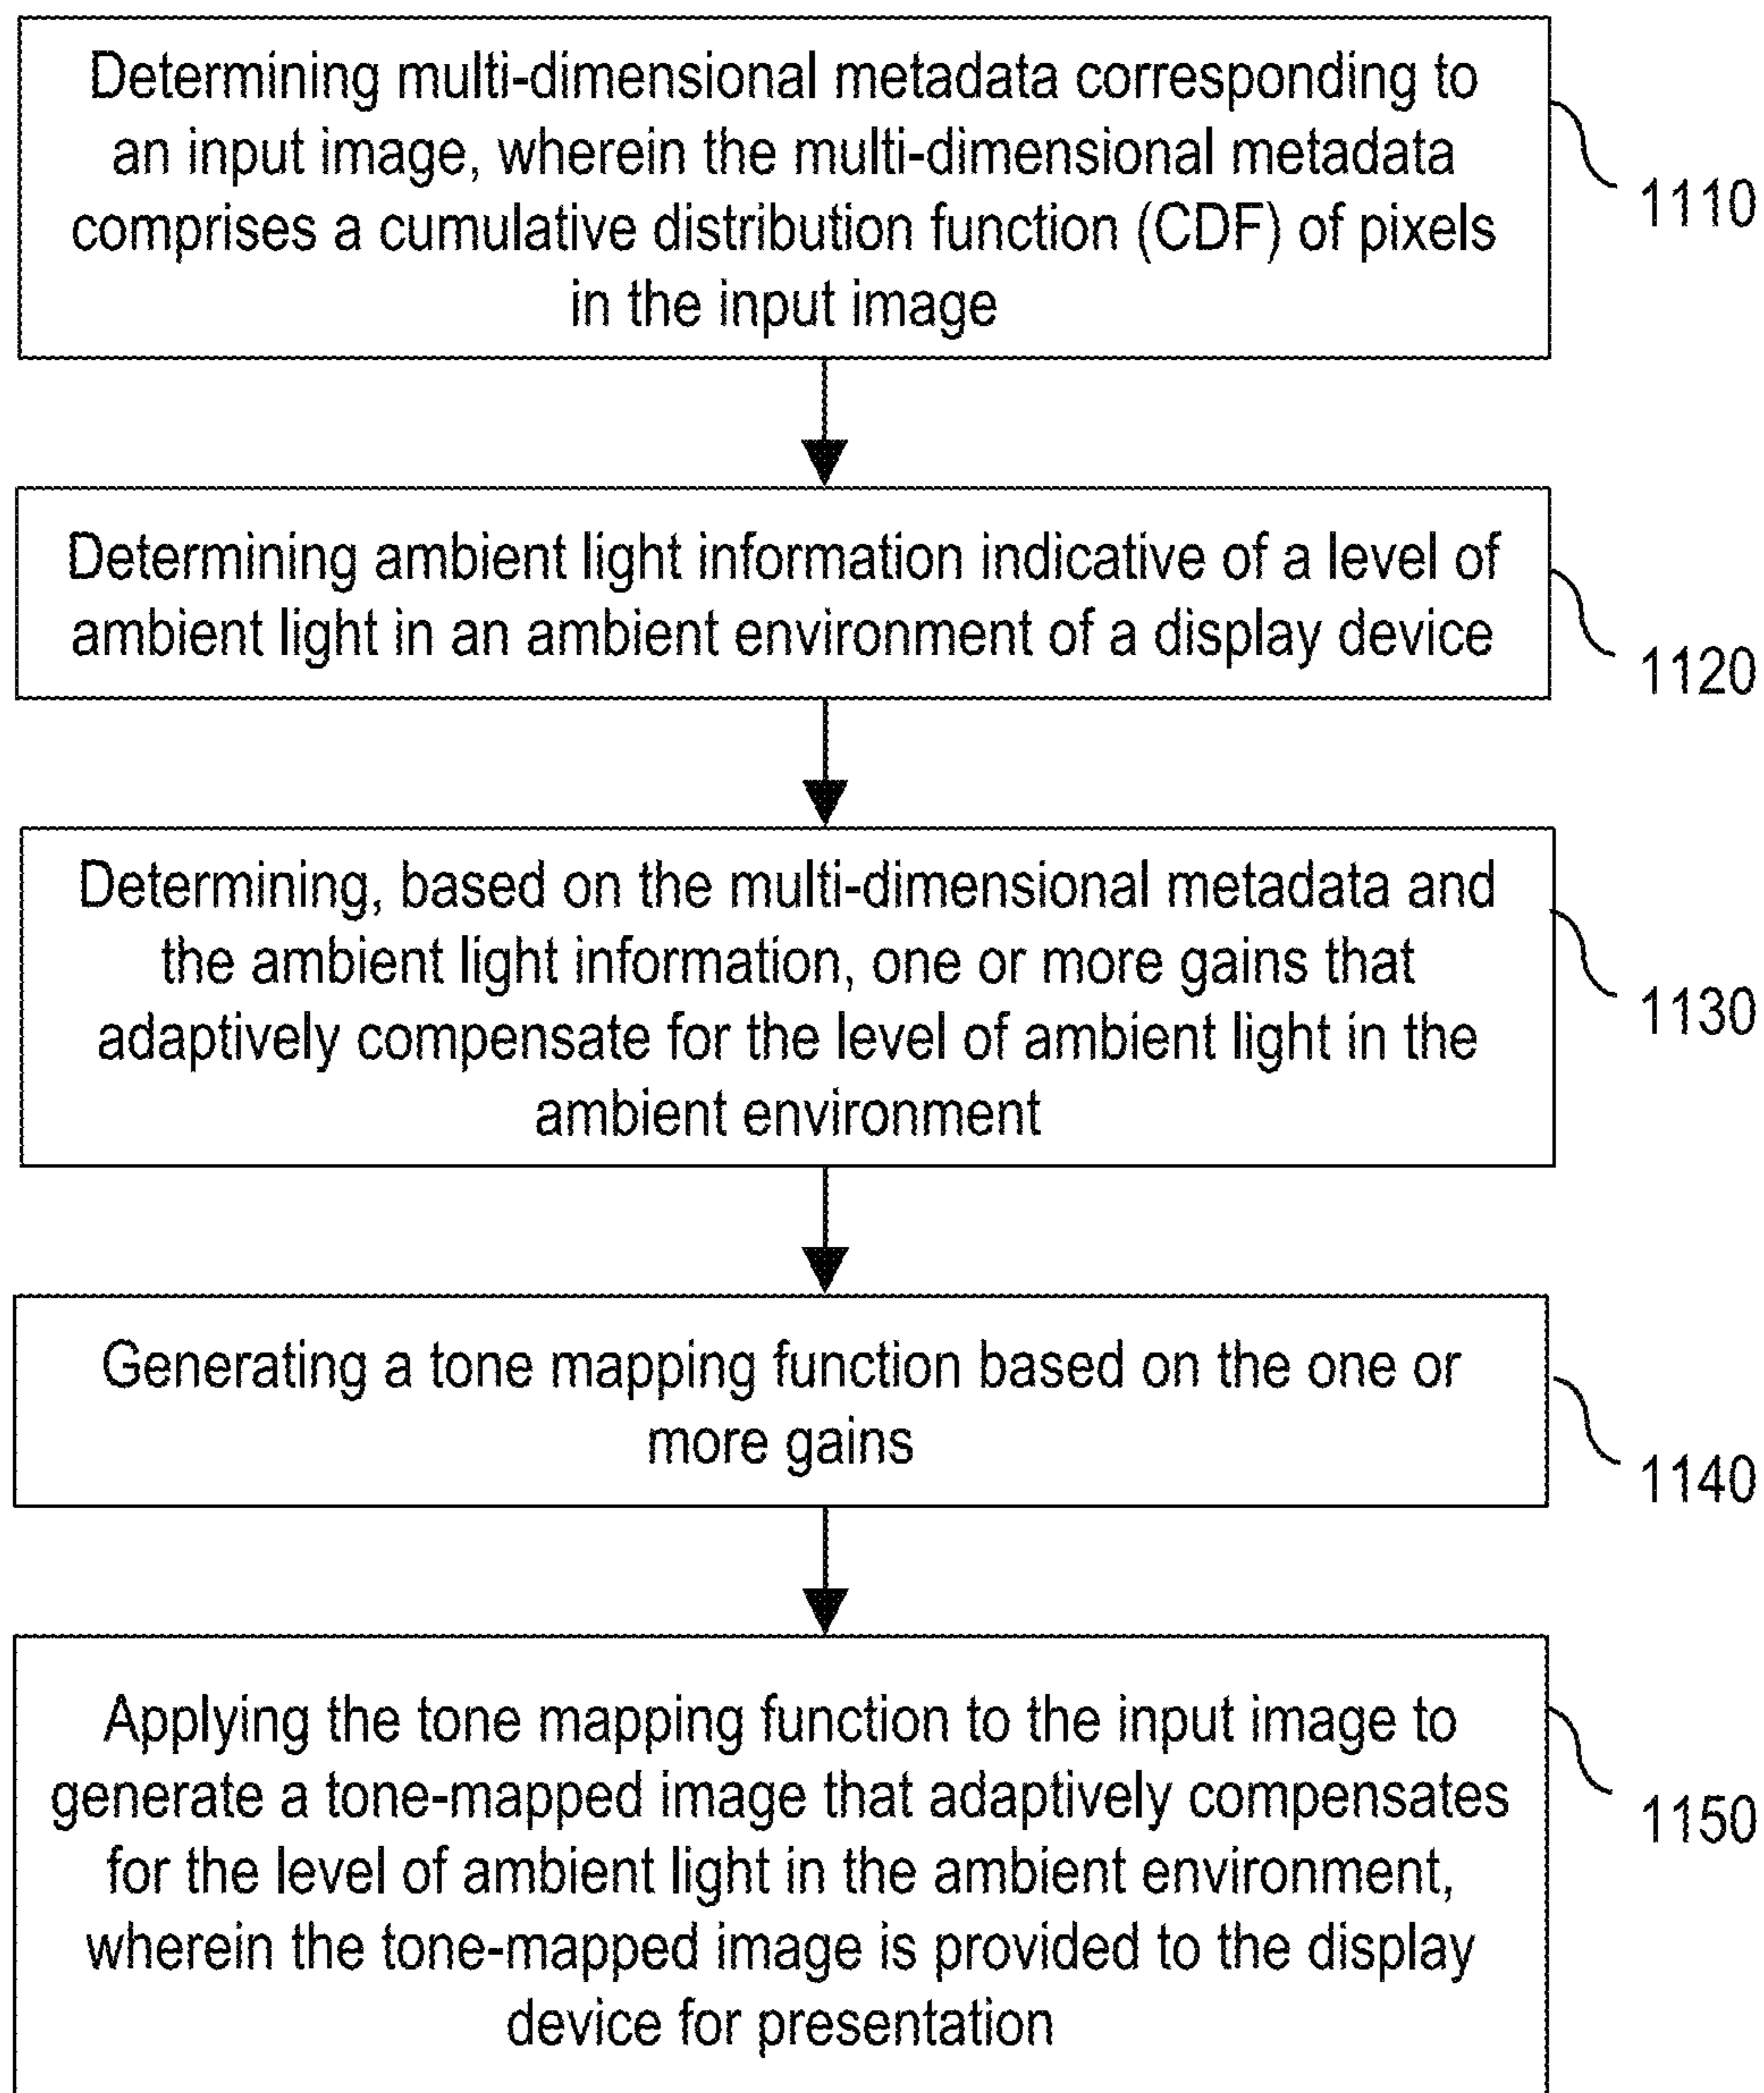 Determining multi-dimensional metadata corresponding to
an input image, wherein the multi-dimensional metadata
comprises a cumulative distribution function (CDF) of pixels
in the input image
1110
Determining ambient light information indicative of a level of
ambient light in an ambient environment of a display device
1120
Determining, based on the multi-dimensional metadata and
the ambient light information, one or more gains that
adaptively compensate for the level of ambient light in the
ambient environment
1130
Generating a tone mapping function based on the one or
more gains
1140
Applying the tone mapping function to the input image to
generate a tone-mapped image that adaptively compensates
for the level of ambient light in the ambient environment,
wherein the tone-mapped image is provided to the display
device for presentation
1150